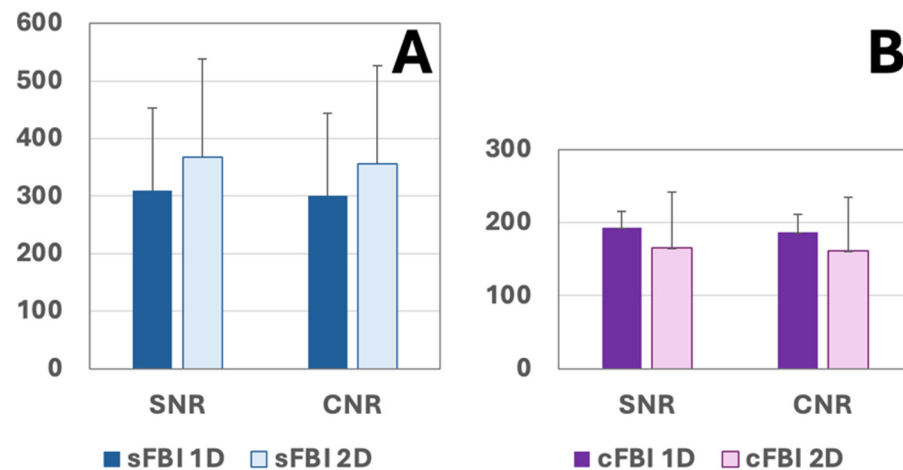 A
600
500
400
300
200
100
0
SNR CNR
sFBI 1D sFBI 2D
B
300
200
100
0
SNR CNR
cFBI 1D cFBI 2D